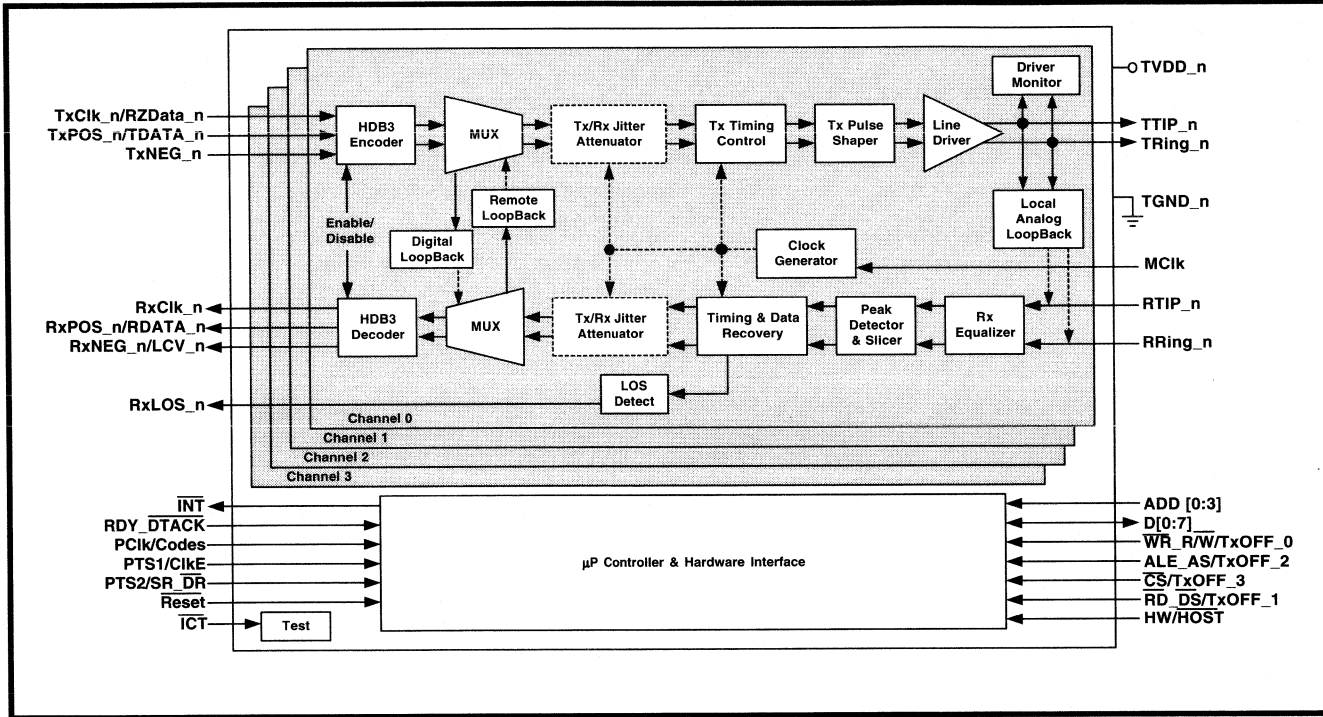 Driver
Monitor
TVDD_n
TxClk_n/RZData_n
TxPOS_n/TDATA_n
TxNEG_n
HDB3
Encoder
MUX
Tx/Rx Jitter
Attenuator
Tx Timing
Control
Tx Pulse
Shaper
Line
Driver
TTIP_n
TRing_n
Enable/
Disable
Remote
LoopBack
Digital
LoopBack
Clock
Generator
Local
Analog
LoopBack
TGND_n
MClk
RxClk_n
RxPOS_n/RDATA_n
RxNEG_n/LCV_n
HDB3
Decoder
MUX
Tx/Rx Jitter
Attenuator
Timing & Data
Recovery
Peak
Detector
& Slicer
Rx
Equalizer
RTIP_n
RRing_n
RxLOS_n
LOS
Detect
Channel 0
Channel 1
Channel 2
Channel 3
INT
RDY_DTACK
PClk/Codes
PTS1/ClkE
PTS2/SR_DR
Reset
ICT
Test
µP Controller & Hardware Interface
ADD [0:3]
D[0:7]
WR_R/W/TxOFF_0
ALE_AS/TxOFF_2
CS/TxOFF_3
RD_DS/TxOFF_1
HW/HOST